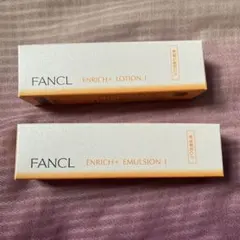 FANCL
ENRICH+ LOTION I
FANCL
ENRICH+ EMULSION I